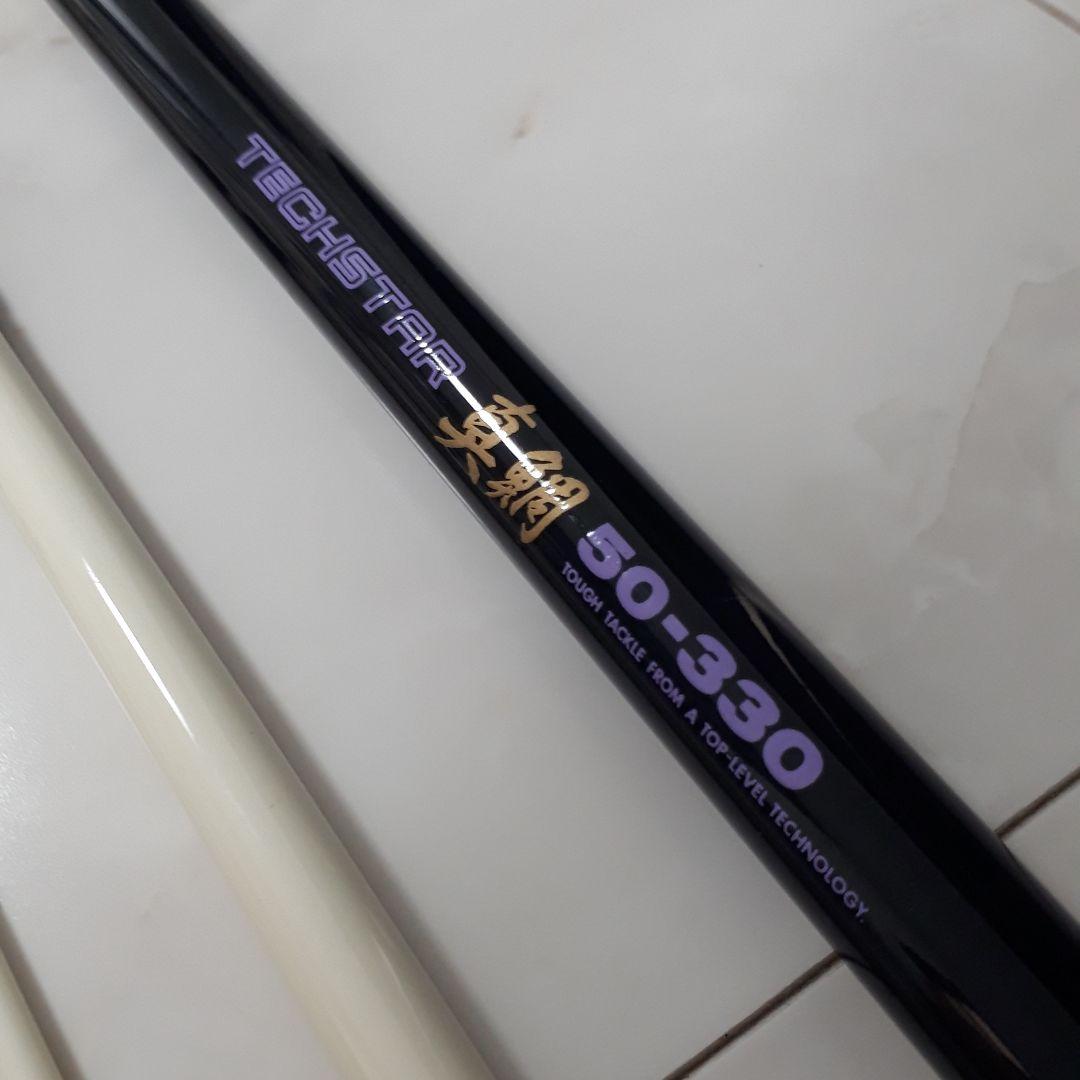 TECHSTAR 真鯛 50-330
TOUGH TACKLE FROM A TOP-LEVEL TECHNOLOGY.